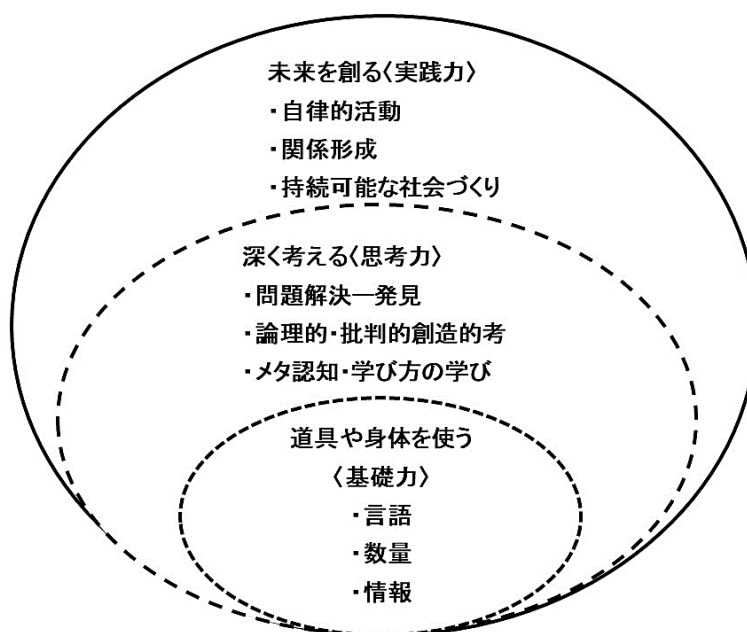 未来を創る〈実践力〉
・自律的活動
・関係形成
・持続可能な社会づくり
深く考える〈思考力〉
・問題解決―発見
・論理的・批判的創造的考
・メタ認知・学び方の学び
道具や身体を使う
〈基礎力〉
・言語
・数量
・情報